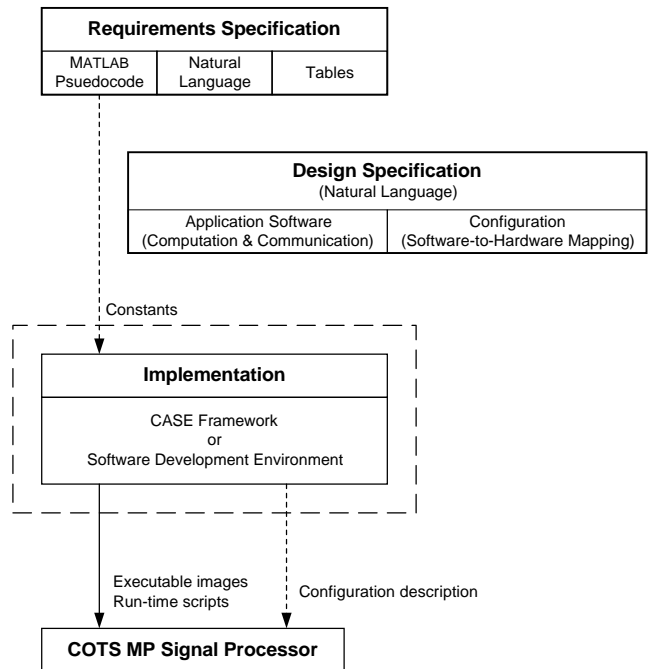 Requirements Specification
MATLAB
Psuedocode
Natural
Language
Tables
Design Specification
(Natural Language)
Application Software
(Computation & Communication)
Configuration
(Software-to-Hardware Mapping)
Constants
Implementation
CASE Framework
or
Software Development Environment
Executable images
Run-time scripts
Configuration description
COTS MP Signal Processor